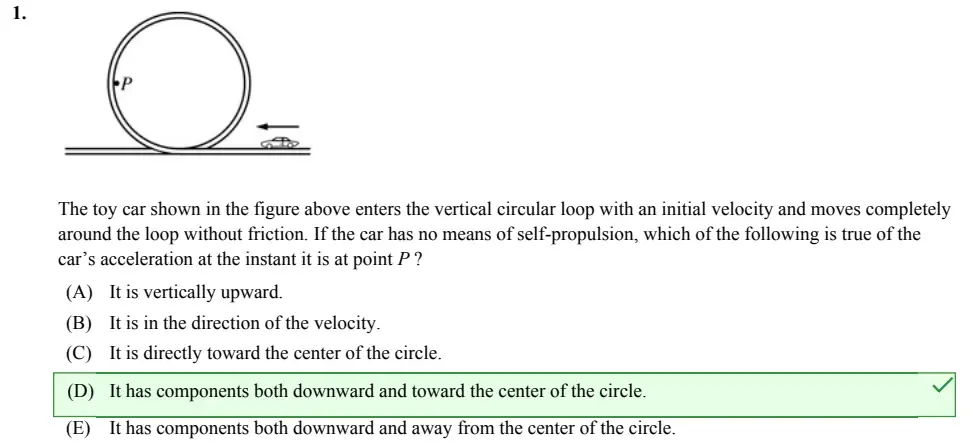 1.
P
The toy car shown in the figure above enters the vertical circular loop with an initial velocity and moves completely
around the loop without friction. If the car has no means of self-propulsion, which of the following is true of the
car’s acceleration at the instant it is at point P ?
(A) It is vertically upward.
(B) It is in the direction of the velocity.
(C) It is directly toward the center of the circle.
(D) It has components both downward and toward the center of the circle.
(E) It has components both downward and away from the center of the circle.